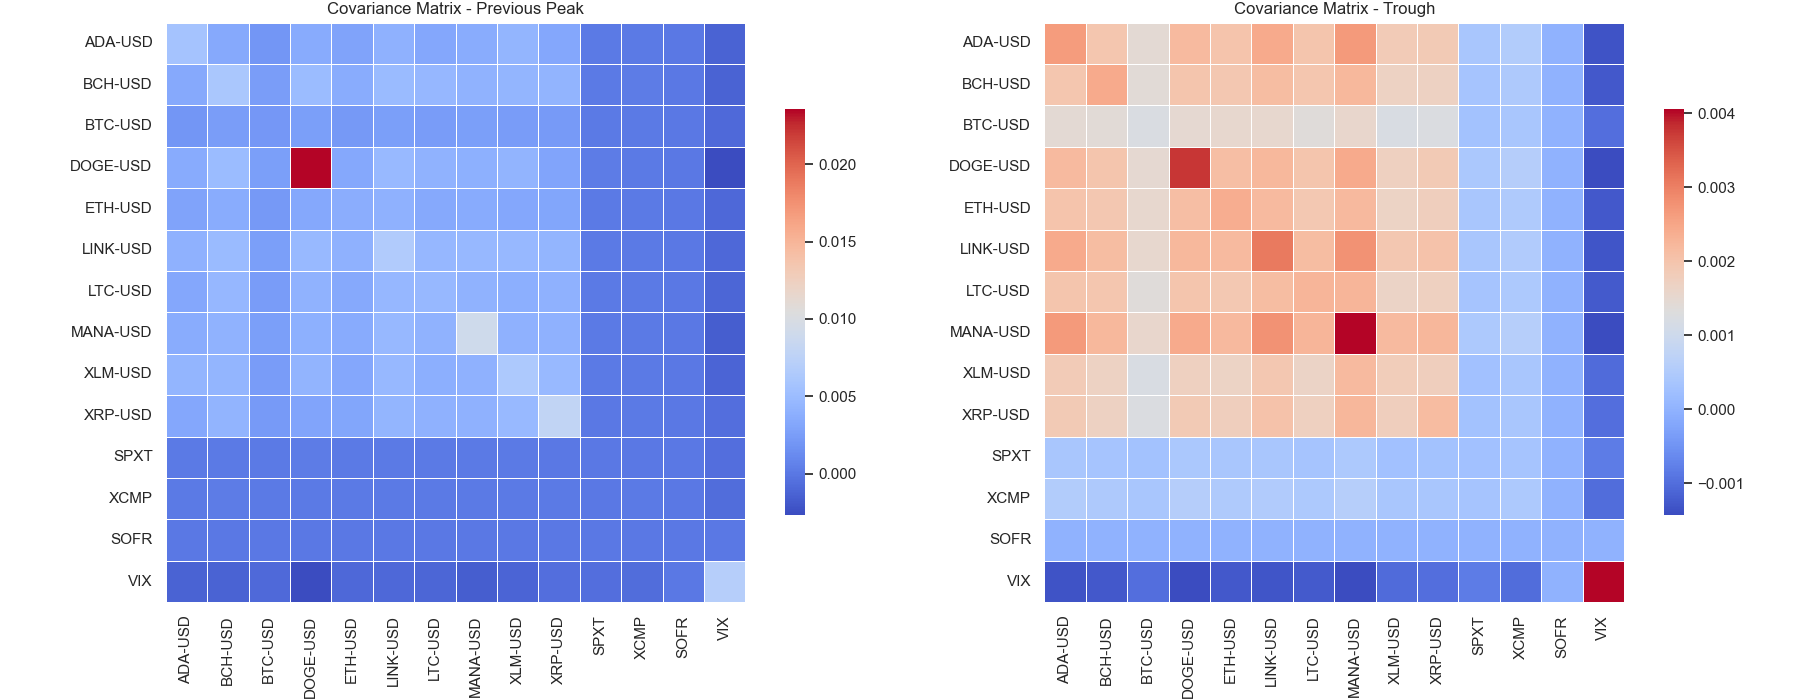 Covariance Matrix - Previous Peak
ADA-USD
BCH-USD
BTC-USD
DOGE-USD
ETH-USD
LINK-USD
LTC-USD
MANA-USD
XLM-USD
XRP-USD
SPXT
XCMP
SOFR
VIX
ADA-USD
BCH-USD
BTC-USD
DOGE-USD
ETH-USD
LINK-USD
LTC-USD
MANA-USD
XLM-USD
XRP-USD
SPXT
XCMP
SOFR
VIX
0.020
0.015
0.010
0.005
0.000
Covariance Matrix - Trough
ADA-USD
BCH-USD
BTC-USD
DOGE-USD
ETH-USD
LINK-USD
LTC-USD
MANA-USD
XLM-USD
XRP-USD
SPXT
XCMP
SOFR
VIX
ADA-USD
BCH-USD
BTC-USD
DOGE-USD
ETH-USD
LINK-USD
LTC-USD
MANA-USD
XLM-USD
XRP-USD
SPXT
XCMP
SOFR
VIX
0.004
0.003
0.002
0.001
0.000
−0.001